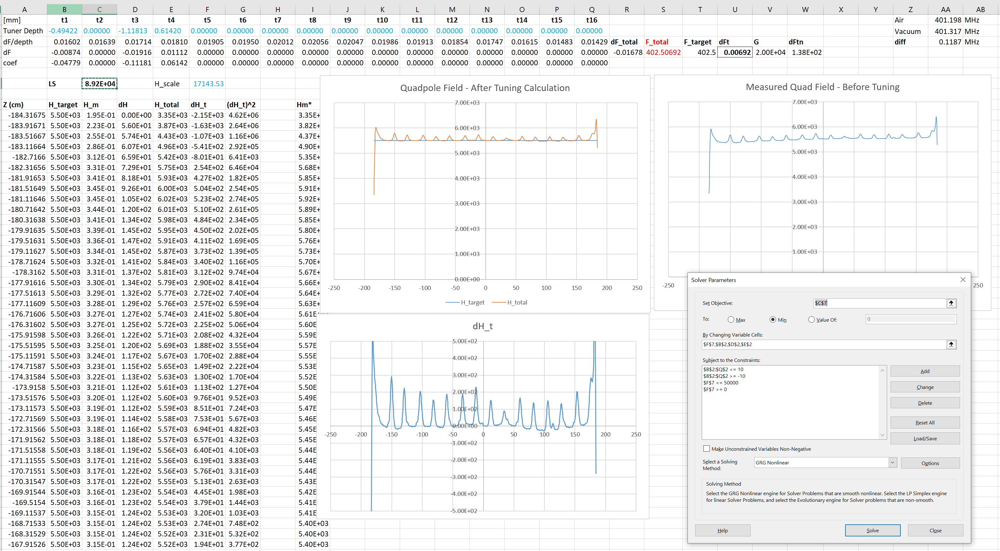 A B C D E F G H I J K L M N O P Q R S T U V W X Y Z AA AB
[mm] t1 t2 t3 t4 t5 t6 t7 t8 t9 t10 t11 t12 t13 t14 t15 t16 Air 401.198 MHz
Tuner Depth -0.49422 0.00000 -1.11813 0.61420 0.00000 0.00000 0.00000 0.00000 0.00000 0.00000 0.00000 0.00000 0.00000 0.00000 0.00000 0.00000 Vacuum 401.317 MHz
dF/depth 0.01602 0.01639 0.01714 0.01810 0.01905 0.01950 0.02012 0.02056 0.02047 0.01986 0.01913 0.01854 0.01747 0.01615 0.01483 0.01429 dF_total F_total F_target dFt G dFtn diff 0.1187 MHz
dF -0.00874 0.00000 -0.01916 0.01112 0.00000 0.00000 0.00000 0.00000 0.00000 0.00000 0.00000 0.00000 0.00000 0.00000 0.00000 0.00000 -0.01678 402.50692 402.5 0.00692 2.00E+04 1.38E+02
coef -0.04779 0.00000 -0.11181 0.06142 0.00000 0.00000 0.00000 0.00000 0.00000 0.00000 0.00000 0.00000 0.00000 0.00000 0.00000 0.00000
LS 8.92E+04 H_scale 17143.53
Z (cm) H_target H_m dH H_total dH_t (dH_t)^2 Hm*
-184.31675 5.50E+03 1.95E-01 0.00E+00 3.35E+03 -2.15E+03 4.62E+06 3.35E+
-183.91671 5.50E+03 2.23E-01 5.60E+01 3.87E+03 -1.63E+03 2.64E+06 3.82E+
-183.51667 5.50E+03 2.55E-01 5.74E+01 4.43E+03 -1.07E+03 1.16E+06 4.37E+
-183.11664 5.50E+03 2.86E-01 6.07E+01 4.96E+03 -5.41E+02 2.92E+05 4.90E+
-182.7166 5.50E+03 3.12E-01 6.59E+01 5.42E+03 -8.01E+01 6.41E+03 5.35E+
-182.31656 5.50E+03 3.31E-01 7.29E+01 5.75E+03 2.54E+02 6.46E+04 5.68E+
-181.91653 5.50E+03 3.41E-01 8.18E+01 5.93E+03 4.27E+02 1.82E+05 5.85E+
-181.51649 5.50E+03 3.45E-01 9.26E+01 6.00E+03 5.04E+02 2.54E+05 5.91E+
-181.11646 5.50E+03 3.45E-01 1.05E+02 6.02E+03 5.23E+02 2.74E+05 5.92E+
-180.71642 5.50E+03 3.44E-01 1.20E+02 6.01E+03 5.10E+02 2.61E+05 5.89E+
-180.31638 5.50E+03 3.41E-01 1.34E+02 5.98E+03 4.84E+02 2.34E+05 5.85E+
-179.91635 5.50E+03 3.39E-01 1.45E+02 5.95E+03 4.50E+02 2.02E+05 5.80E+
-179.51631 5.50E+03 3.36E-01 1.47E+02 5.91E+03 4.11E+02 1.69E+05 5.76E+
-179.11627 5.50E+03 3.34E-01 1.45E+02 5.87E+03 3.73E+02 1.39E+05 5.73E+
-178.71624 5.50E+03 3.32E-01 1.41E+02 5.84E+03 3.40E+02 1.16E+05 5.70E+
-178.3162 5.50E+03 3.31E-01 1.37E+02 5.81E+03 3.12E+02 9.74E+04 5.67E+
-177.91616 5.50E+03 3.30E-01 1.34E+02 5.79E+03 2.90E+02 8.41E+04 5.66E+
-177.51613 5.50E+03 3.29E-01 1.32E+02 5.77E+03 2.72E+02 7.40E+04 5.64E+
-177.11609 5.50E+03 3.28E-01 1.29E+02 5.76E+03 2.57E+02 6.59E+04 5.63E+
-176.71606 5.50E+03 3.27E-01 1.27E+02 5.74E+03 2.41E+02 5.80E+04 5.61E
-176.31602 5.50E+03 3.27E-01 1.25E+02 5.72E+03 2.25E+02 5.06E+04 5.60E
-175.91598 5.50E+03 3.26E-01 1.22E+02 5.71E+03 2.08E+02 4.32E+04 5.59E
-175.51595 5.50E+03 3.25E-01 1.20E+02 5.69E+03 1.88E+02 3.55E+04 5.57E
-175.11591 5.50E+03 3.24E-01 1.17E+02 5.67E+03 1.70E+02 2.88E+04 5.55E
-174.71587 5.50E+03 3.23E-01 1.15E+02 5.65E+03 1.49E+02 2.22E+04 5.53E
-174.31584 5.50E+03 3.22E-01 1.13E+02 5.63E+03 1.30E+02 1.70E+04 5.52E
-173.9158 5.50E+03 3.21E-01 1.12E+02 5.61E+03 1.13E+02 1.27E+04 5.50E
-173.51576 5.50E+03 3.20E-01 1.12E+02 5.60E+03 9.76E+01 9.52E+03 5.49E
-173.11573 5.50E+03 3.19E-01 1.12E+02 5.59E+03 8.51E+01 7.24E+03 5.47E
-172.71569 5.50E+03 3.19E-01 1.14E+02 5.58E+03 7.53E+01 5.67E+03 5.46E
-172.31566 5.50E+03 3.18E-01 1.16E+02 5.57E+03 6.94E+01 4.82E+03 5.45E
-171.91562 5.50E+03 3.18E-01 1.18E+02 5.57E+03 6.57E+01 4.32E+03 5.45E
-171.51558 5.50E+03 3.18E-01 1.19E+02 5.56E+03 6.40E+01 4.10E+03 5.44E
-171.11555 5.50E+03 3.17E-01 1.21E+02 5.56E+03 6.19E+01 3.83E+03 5.44E
-170.71551 5.50E+03 3.17E-01 1.22E+02 5.56E+03 5.76E+01 3.31E+03 5.44E
-170.31547 5.50E+03 3.17E-01 1.22E+02 5.55E+03 5.13E+01 2.63E+03 5.43E
-169.91544 5.50E+03 3.16E-01 1.23E+02 5.54E+03 4.45E+01 1.98E+03 5.42E
-169.5154 5.50E+03 3.16E-01 1.23E+02 5.54E+03 3.79E+01 1.44E+03 5.41E
-169.11537 5.50E+03 3.15E-01 1.24E+02 5.53E+03 3.20E+01 1.03E+03 5.41E
-168.71533 5.50E+03 3.15E-01 1.24E+02 5.53E+03 2.74E+01 7.48E+02 5.40E+03
-168.31529 5.50E+03 3.15E-01 1.24E+02 5.52E+03 2.31E+01 5.32E+02 5.40E+03
-167.91526 5.50E+03 3.15E-01 1.24E+02 5.52E+03 1.94E+01 3.77E+02 5.40E+03
Quadpole Field - After Tuning Calculation
7.00E+03
6.00E+03
5.00E+03
4.00E+03
3.00E+03
2.00E+03
1.00E+03
0.00E+00
-250 -200 -150 -100 -50 0 50 100 150 200 250
H_target H_total
Measured Quad Field - Before Tuning
7.00E+03
6.00E+03
5.00E+03
4.00E+03
3.00E+03
2.00E+03
1.00E+03
-250 250
dH_t
5.00E+02
4.00E+02
3.00E+02
2.00E+02
1.00E+02
0.00E+00
-250 -200 -150 -100 -50 0 50 100 150 200 250
-1.00E+02
-2.00E+02
-3.00E+02
-4.00E+02
-5.00E+02
Solver Parameters
Set Objective: $C$7
To: Max Min Value Of: 0
By Changing Variable Cells:
$F$7,$B$2,$D$2,$E$2
Subject to the Constraints:
$B$2:$Q$2 <= 10
$B$2:$Q$2 >= -10
$F$7 <= 50000
$F$7 >= 0
Add
Change
Delete
Reset All
Load/Save
Make Unconstrained Variables Non-Negative
Select a Solving
Method:
GRG Nonlinear
Options
Solving Method
Select the GRG Nonlinear engine for Solver Problems that are smooth nonlinear. Select the LP Simplex engine
for linear Solver Problems, and select the Evolutionary engine for Solver problems that are non-smooth.
Help Solve Close